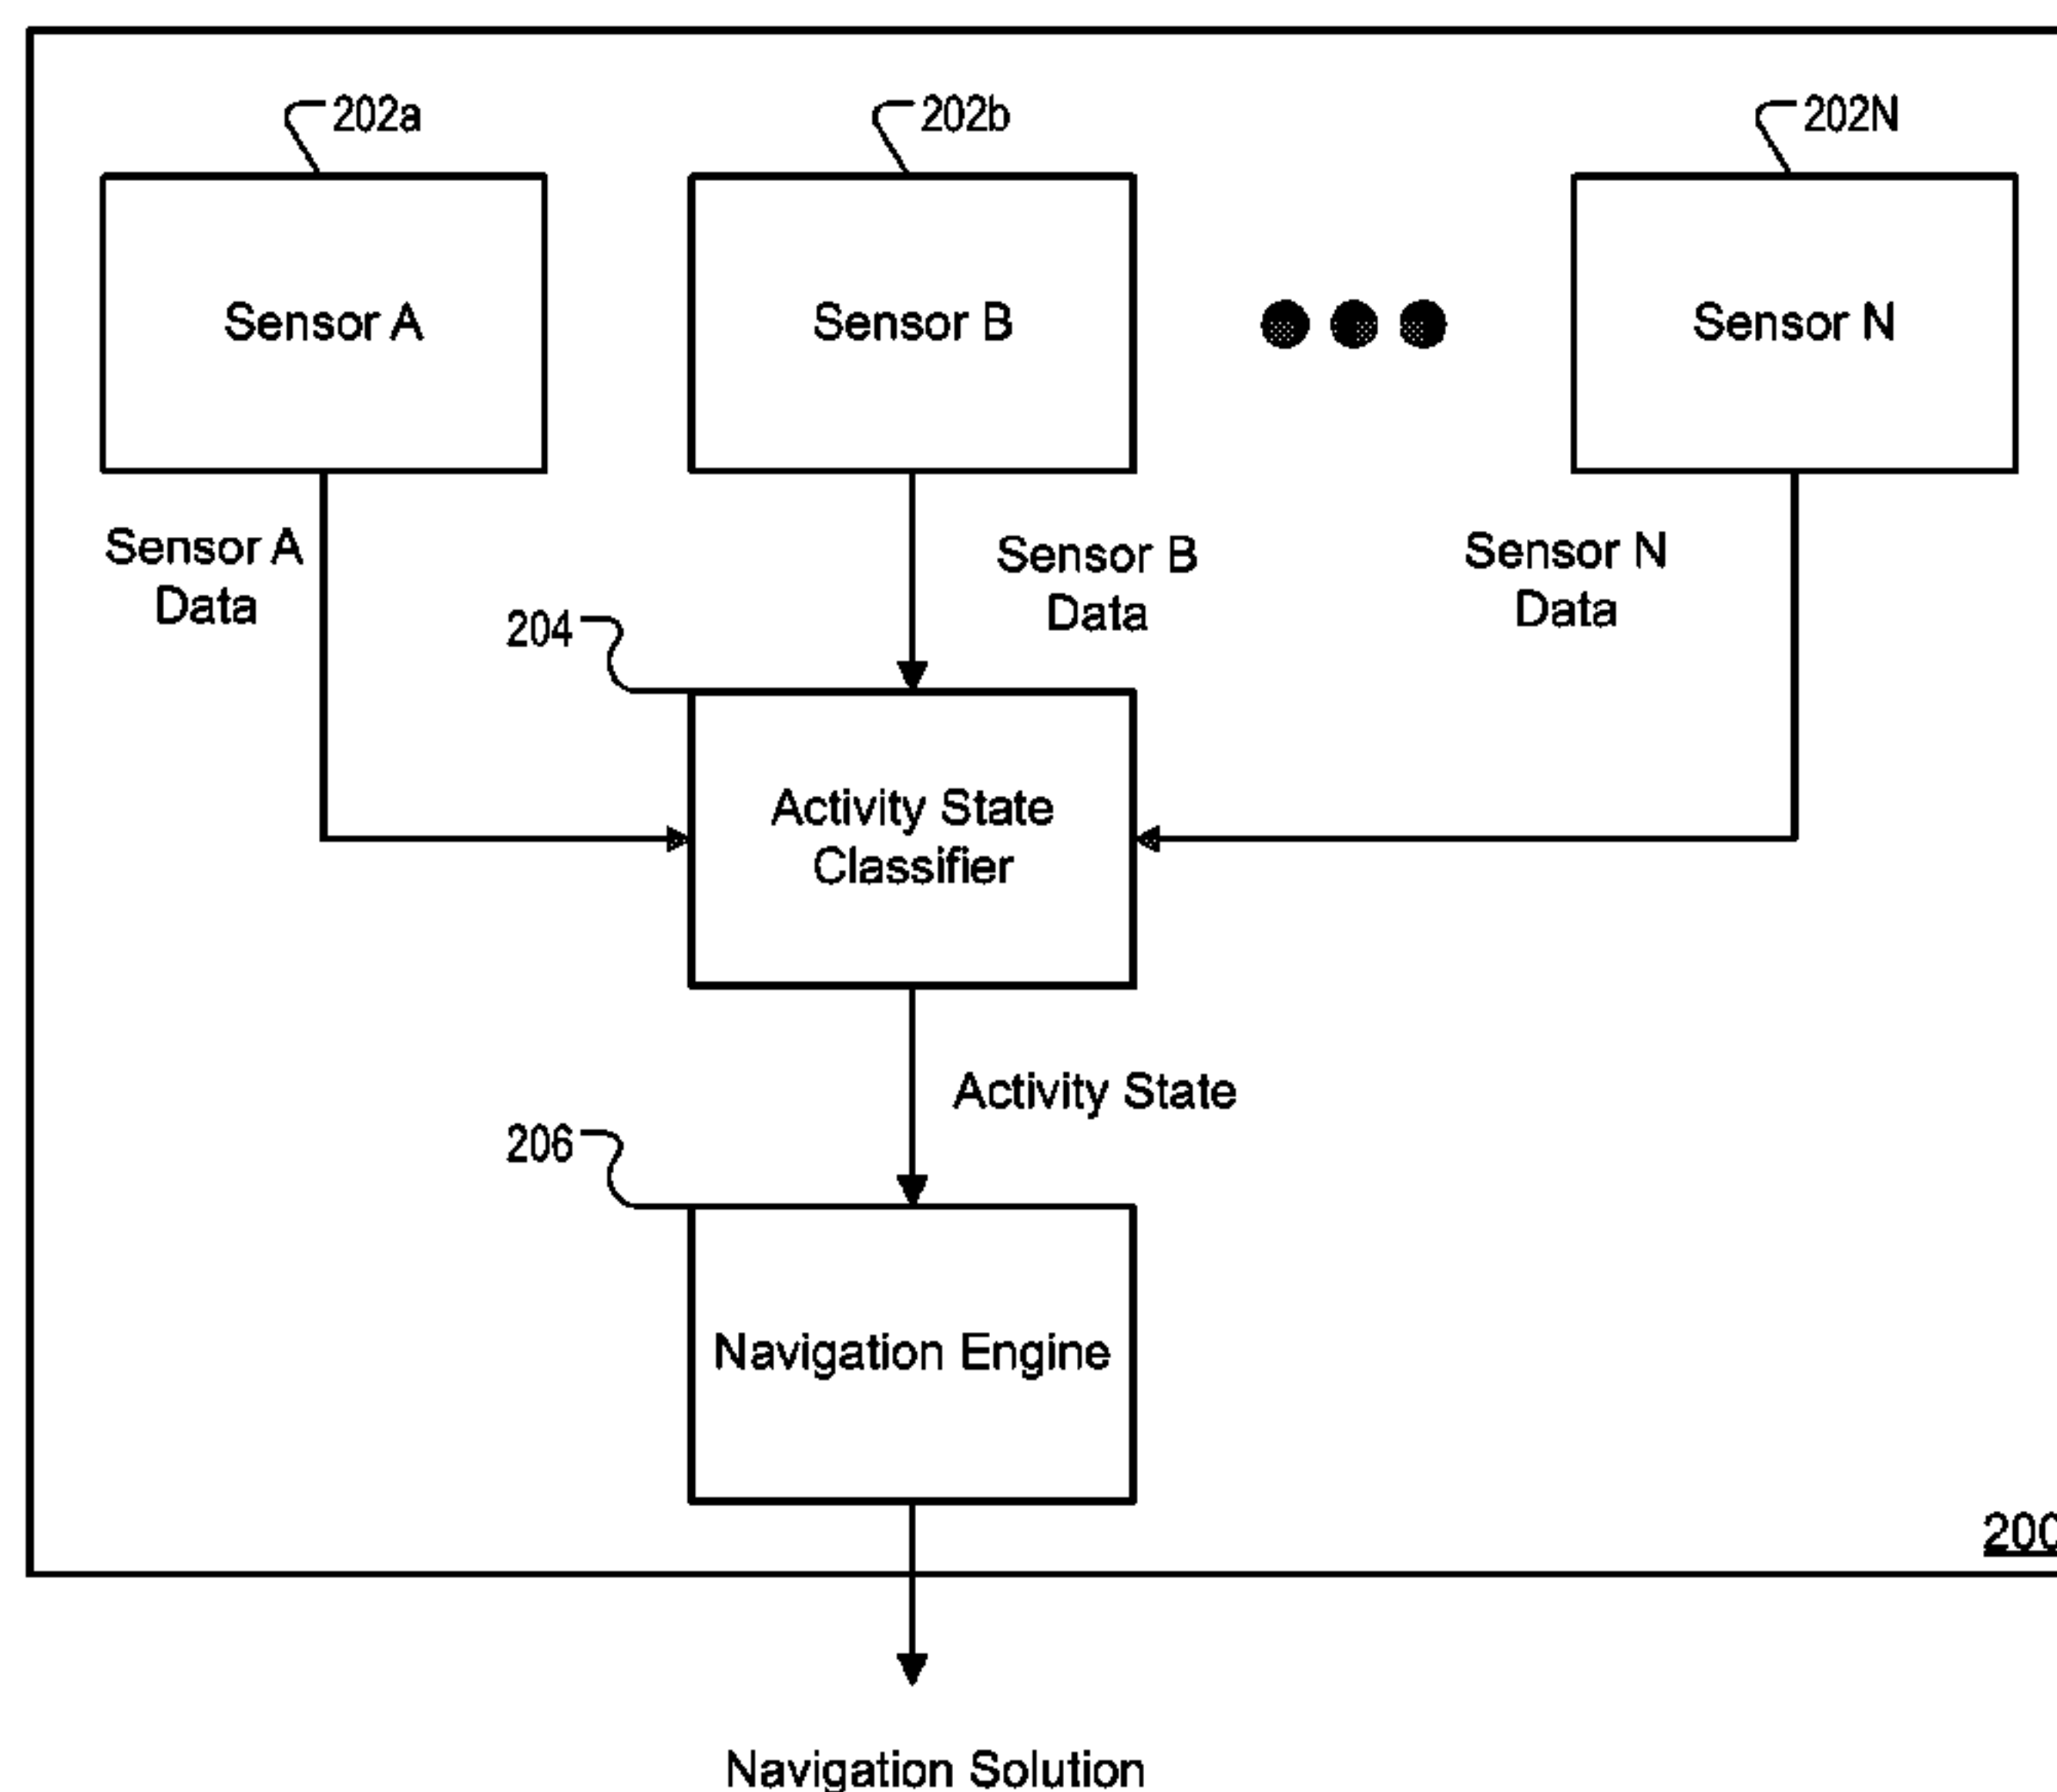 202a
202b
202N
Sensor A
Sensor B
Sensor N
Sensor A
Data
Sensor B
Data
Sensor N
Data
204
Activity State
Classifier
Activity State
206
Navigation Engine
200
Navigation Solution